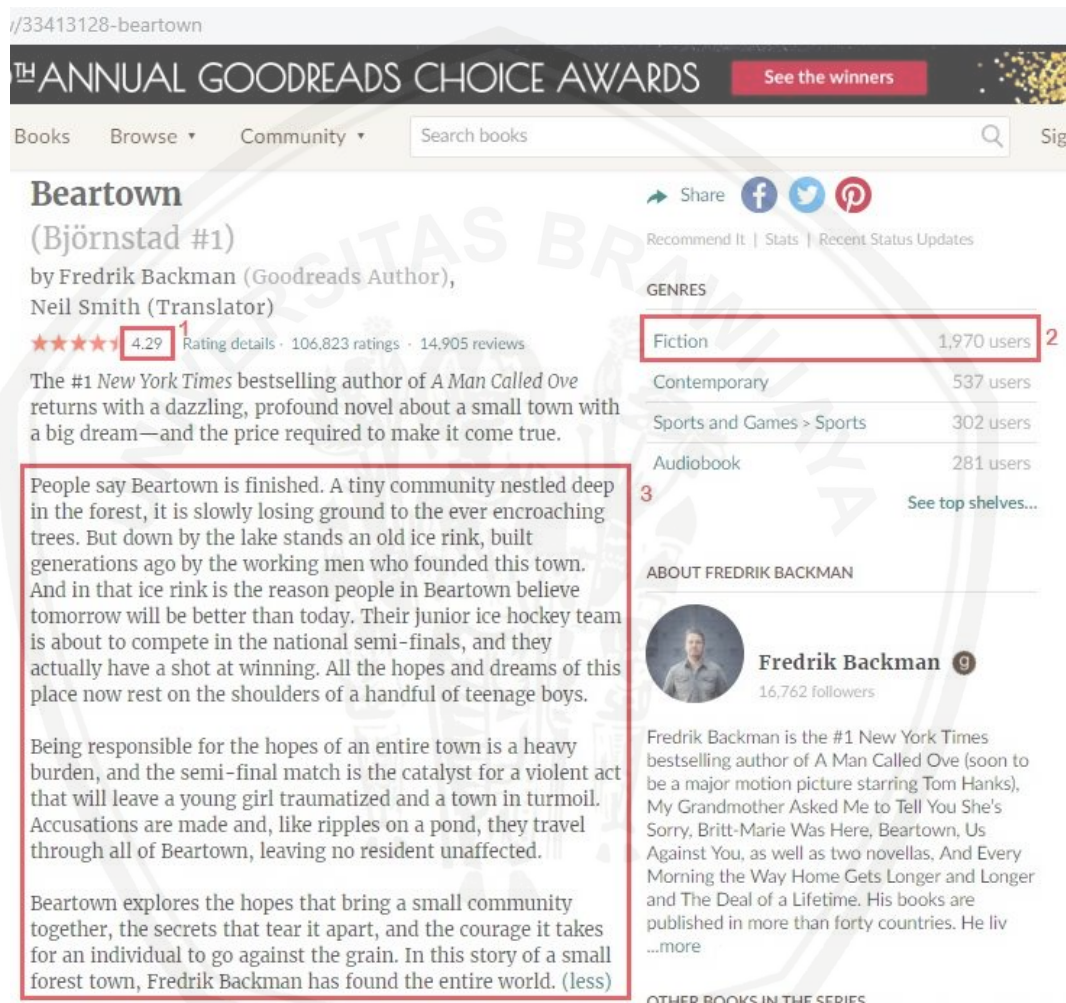 /33413128-beartown
TH ANNUAL GOODREADS CHOICE AWARDS
See the winners
Books Browse ▾ Community ▾ Search books Sig
Beartown
(Björnstad #1)
by Fredrik Backman (Goodreads Author),
Neil Smith (Translator)
1
4.29 Rating details · 106,823 ratings · 14,905 reviews
The #1 New York Times bestselling author of A Man Called Ove
returns with a dazzling, profound novel about a small town with
a big dream—and the price required to make it come true.
People say Beartown is finished. A tiny community nestled deep
in the forest, it is slowly losing ground to the ever encroaching
trees. But down by the lake stands an old ice rink, built
generations ago by the working men who founded this town.
And in that ice rink is the reason people in Beartown believe
tomorrow will be better than today. Their junior ice hockey team
is about to compete in the national semi-finals, and they
actually have a shot at winning. All the hopes and dreams of this
place now rest on the shoulders of a handful of teenage boys.
Being responsible for the hopes of an entire town is a heavy
burden, and the semi-final match is the catalyst for a violent act
that will leave a young girl traumatized and a town in turmoil.
Accusations are made and, like ripples on a pond, they travel
through all of Beartown, leaving no resident unaffected.
Beartown explores the hopes that bring a small community
together, the secrets that tear it apart, and the courage it takes
for an individual to go against the grain. In this story of a small
forest town, Fredrik Backman has found the entire world. (less)
3
Share
Recommend It | Stats | Recent Status Updates
GENRES
Fiction 1,970 users 2
Contemporary 537 users
Sports and Games > Sports 302 users
Audiobook 281 users
See top shelves...
ABOUT FREDRIK BACKMAN
Fredrik Backman g
16,762 followers
Fredrik Backman is the #1 New York Times
bestselling author of A Man Called Ove (soon to
be a major motion picture starring Tom Hanks),
My Grandmother Asked Me to Tell You She's
Sorry, Britt-Marie Was Here, Beartown, Us
Against You, as well as two novellas, And Every
Morning the Way Home Gets Longer and Longer
and The Deal of a Lifetime. His books are
published in more than forty countries. He liv
...more
OTHER BOOKS IN THE SERIES
UNIVERSITAS BRAWIJAYA